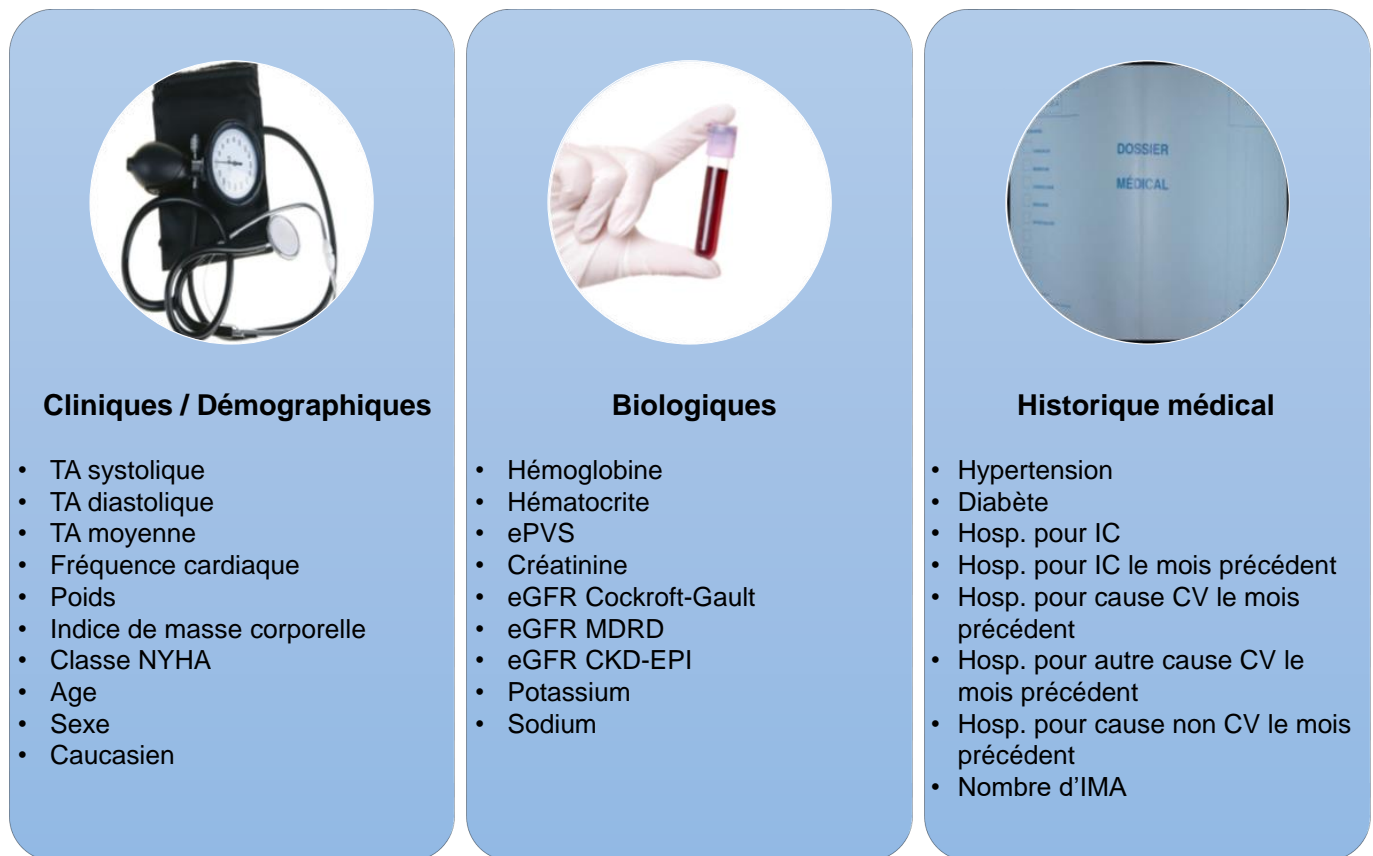 DOSSIER
MÉDICAL
Cliniques / Démographiques
• TA systolique
• TA diastolique
• TA moyenne
• Fréquence cardiaque
• Poids
• Indice de masse corporelle
• Classe NYHA
• Age
• Sexe
• Caucasien
Biologiques
• Hémoglobine
• Hématocrite
• ePVS
• Créatinine
• eGFR Cockroft-Gault
• eGFR MDRD
• eGFR CKD-EPI
• Potassium
• Sodium
Historique médical
• Hypertension
• Diabète
• Hosp. pour IC
• Hosp. pour IC le mois précédent
• Hosp. pour cause CV le mois
précédent
• Hosp. pour autre cause CV le
mois précédent
• Hosp. pour cause non CV le mois
précédent
• Nombre d’IMA